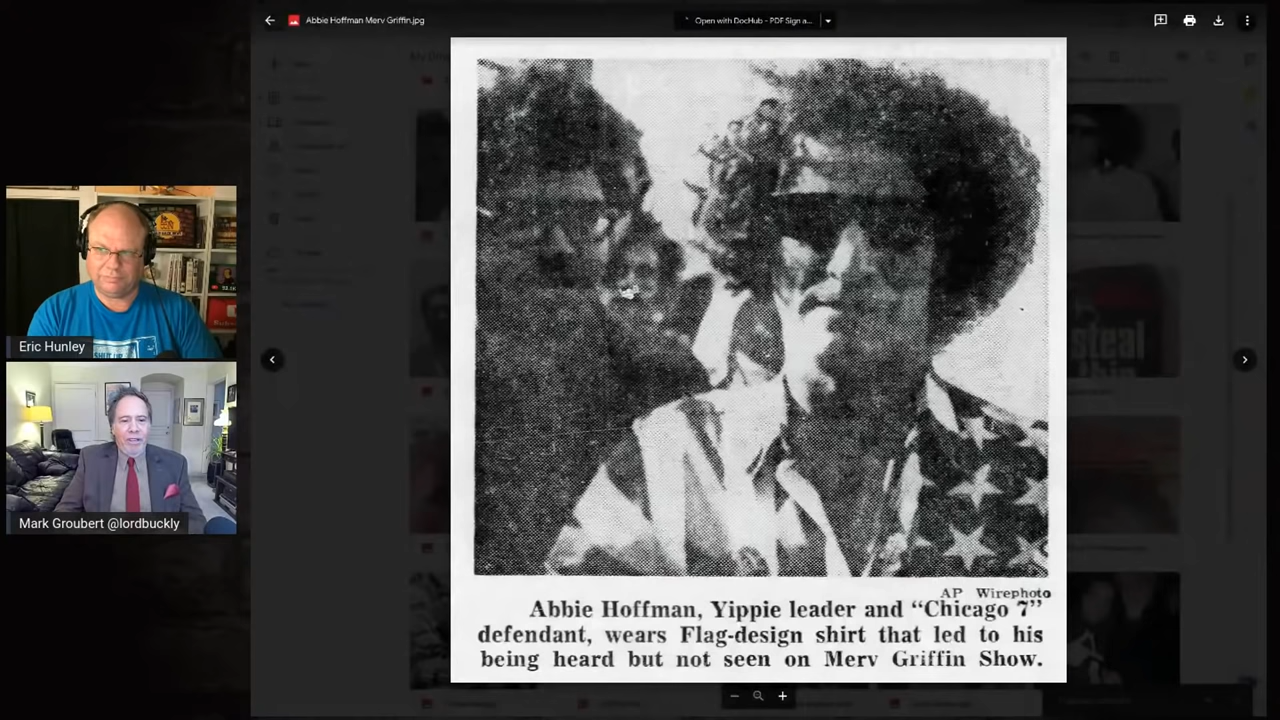 Abbie Hoffman Merv Griffin.jpg
Open with DocHub - PDF Sign a...
Eric Hunley
Mark Groubert @lordbuckly
steal
AP Wirephoto
Abbie Hoffman, Yippie leader and “Chicago 7”
defendant, wears Flag-design shirt that led to his
being heard but not seen on Merv Griffin Show.